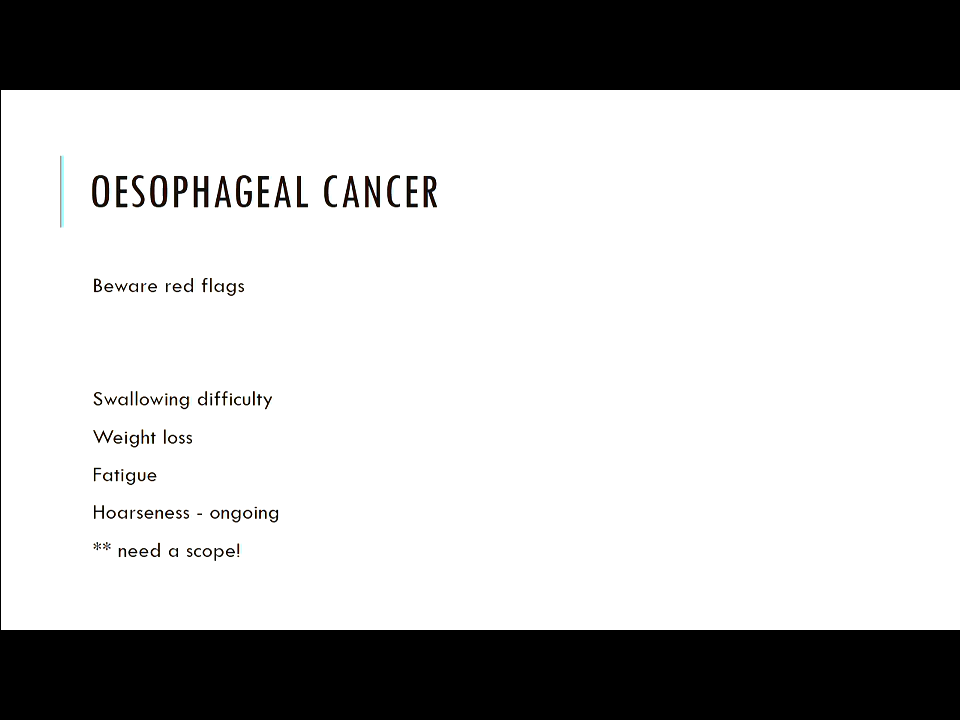 OESOPHAGEAL CANCER
Beware red flags
Swallowing difficulty
Weight loss
Fatigue
Hoarseness - ongoing
** need a scope!